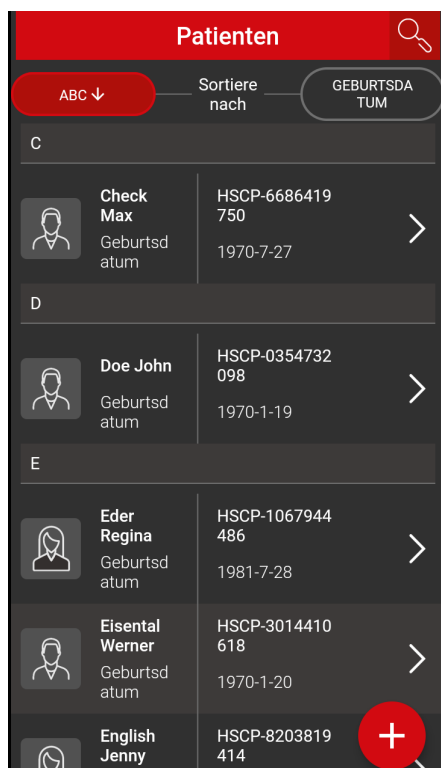 Patienten
ABC
Sortiere
nach
GEBURTSDA
TUM
C
Check
Max
Geburtsd
atum
HSCP-6686419
750
1970-7-27
D
Doe John
Geburtsd
atum
HSCP-0354732
098
1970-1-19
E
Eder
Regina
Geburtsd
atum
HSCP-1067944
486
1981-7-28
Eisental
Werner
Geburtsd
atum
HSCP-3014410
618
1970-1-20
English
Jenny
HSCP-8203819
414